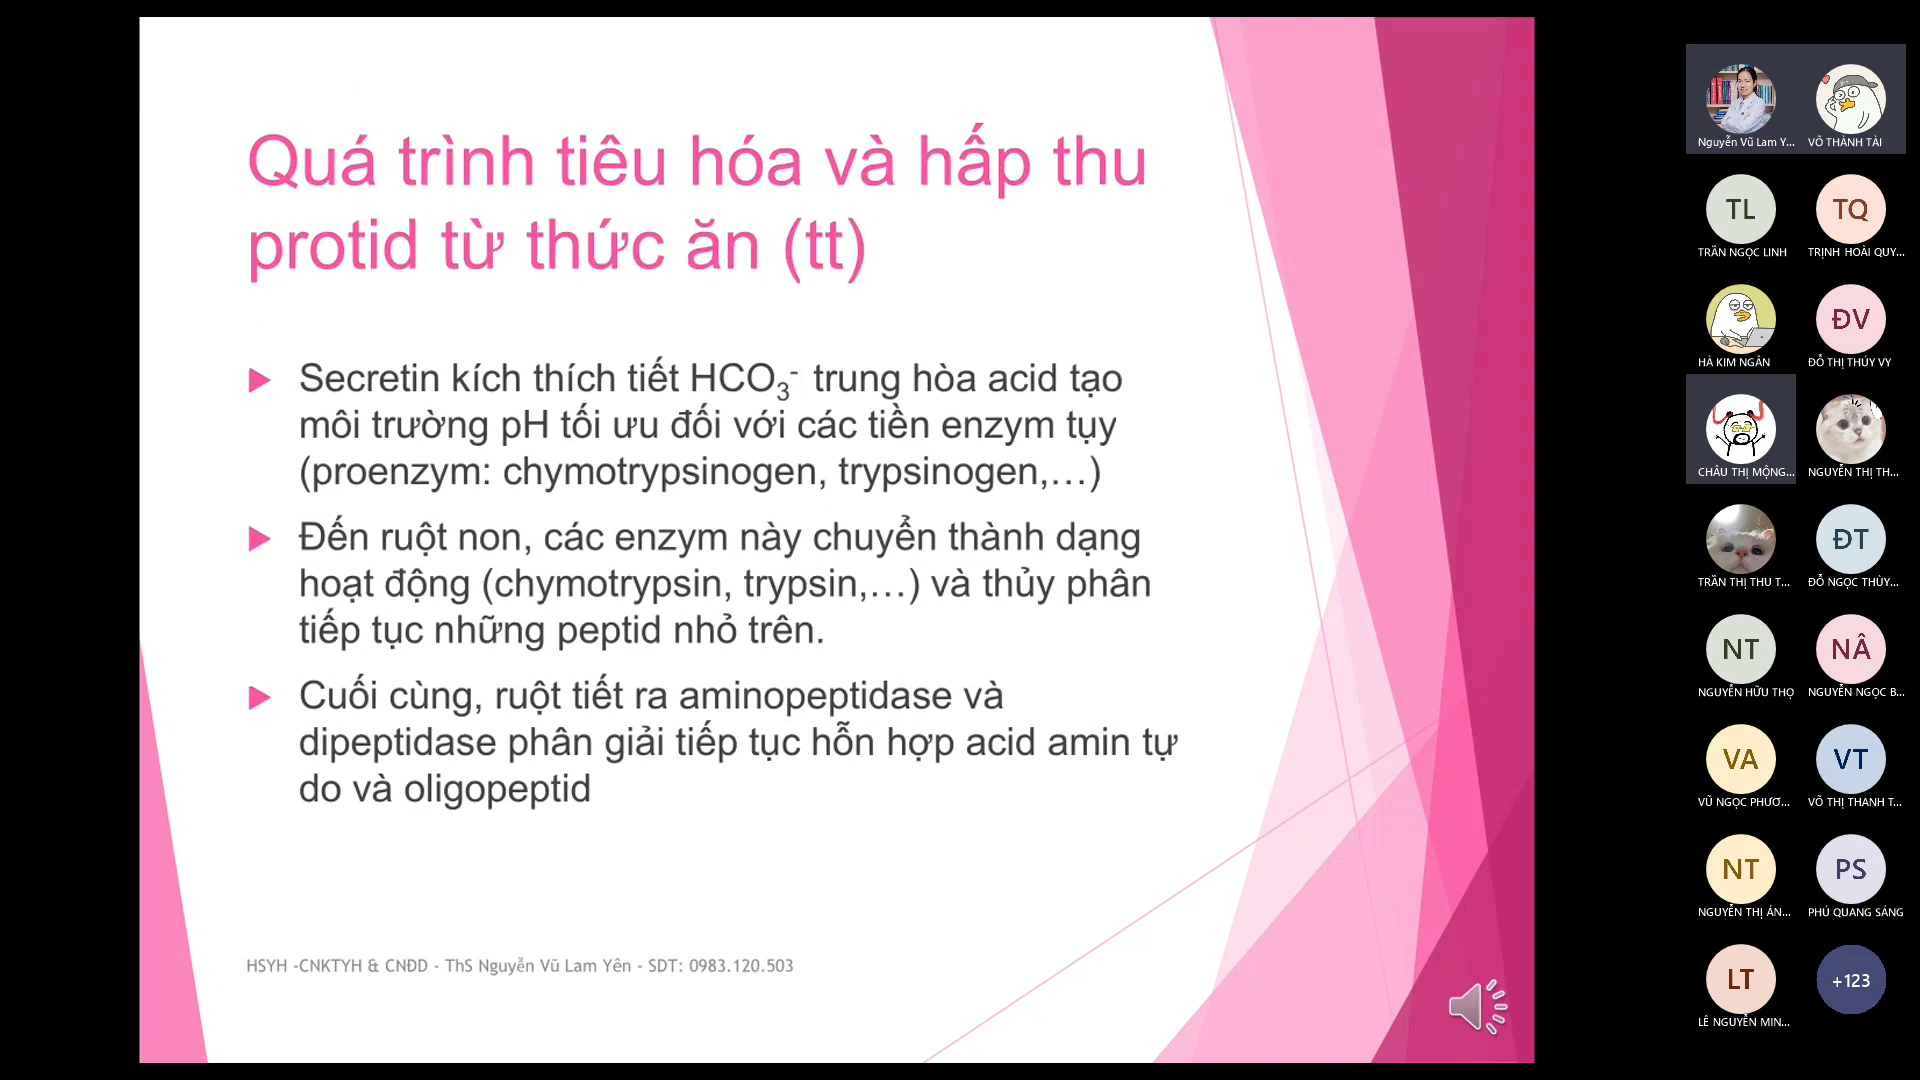 Quá trình tiêu hóa và hấp thu
protid từ thức ăn (tt)
Secretin kích thích tiết HCO3- trung hòa acid tạo
môi trường pH tối ưu đối với các tiền enzym tụy
(proenzym: chymotrypsinogen, trypsinogen,…)
Đến ruột non, các enzym này chuyển thành dạng
hoạt động (chymotrypsin, trypsin,…) và thủy phân
tiếp tục những peptid nhỏ trên.
Cuối cùng, ruột tiết ra aminopeptidase và
dipeptidase phân giải tiếp tục hỗn hợp acid amin tự
do và oligopeptid
HSYH -CNKTYH & CNĐD - ThS Nguyễn Vũ Lam Yên - SDT: 0983.120.503
Nguyễn Vũ Lam Y...
VÕ THÀNH TÀI
TL
TRẦN NGỌC LINH
TQ
TRỊNH HOÀI QUY...
HÀ KIM NGÂN
ĐV
ĐỖ THỊ THÚY VY
CHÂU THỊ MỘNG...
NGUYỄN THỊ TH...
TRẦN THỊ THU T...
ĐT
ĐỖ NGỌC THÙY...
NT
NGUYỄN HỮU THỌ
NÂ
NGUYỄN NGỌC B...
VA
VŨ NGỌC PHƯƠ...
VT
VÕ THỊ THANH T...
NT
NGUYỄN THỊ ÁN...
PS
PHÚ QUANG SÁNG
LT
LÊ NGUYỄN MIN...
+123